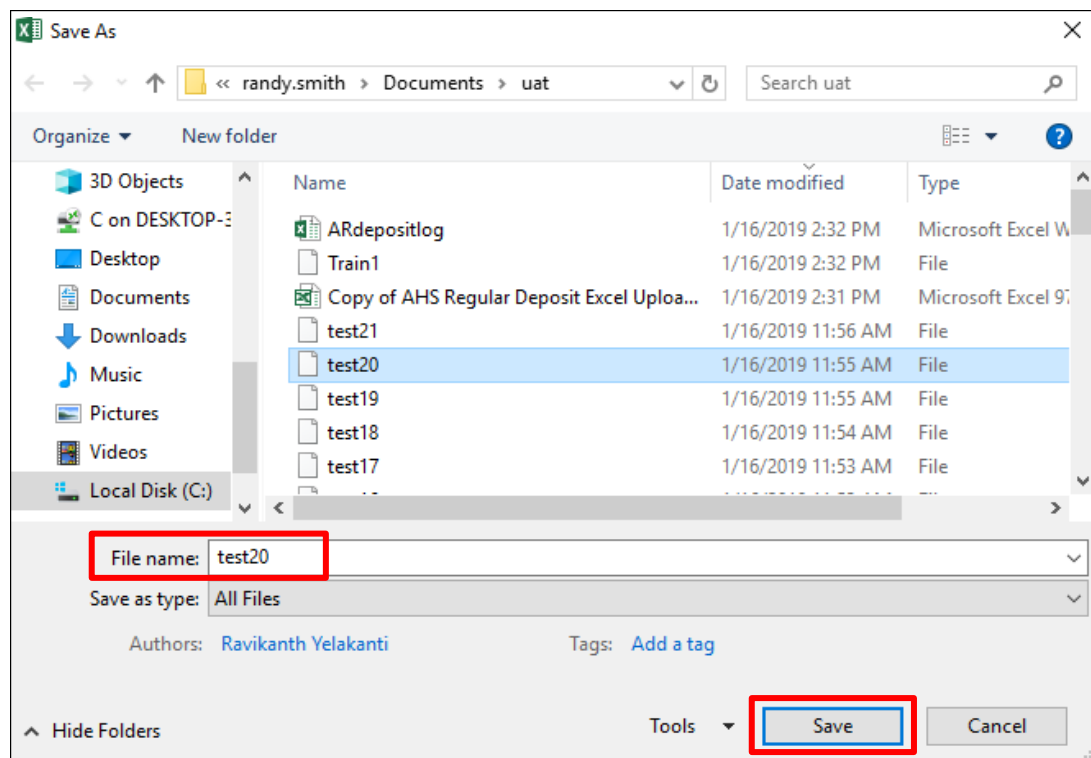 Save As
« randy.smith > Documents > uat Search uat
Organize New folder
Name Date modified Type
3D Objects
C on DESKTOP-3
Desktop
Documents
Downloads
Music
Pictures
Videos
Local Disk (C:)
ARdepositlog 1/16/2019 2:32 PM Microsoft Excel W
Train1 1/16/2019 2:32 PM File
Copy of AHS Regular Deposit Excel Uploa... 1/16/2019 2:31 PM Microsoft Excel 97
test21 1/16/2019 11:56 AM File
test20 1/16/2019 11:55 AM File
test19 1/16/2019 11:55 AM File
test18 1/16/2019 11:54 AM File
test17 1/16/2019 11:53 AM File
File name: test20
Save as type: All Files
Authors: Ravikanth Yelakanti Tags: Add a tag
Hide Folders Tools Save Cancel